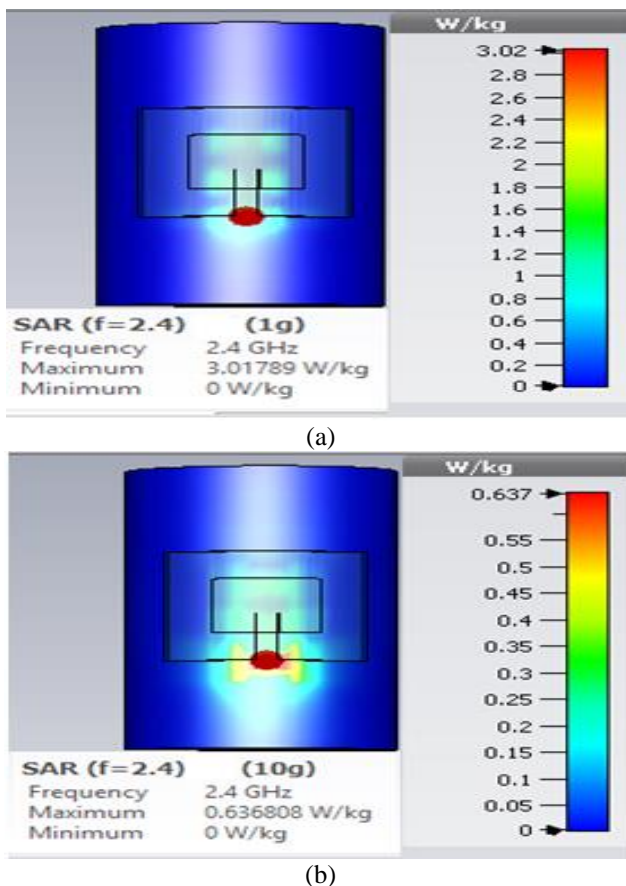 W/kg
3.02
2.8
2.6
2.4
2.2
2
1.8
1.6
1.4
1.2
1
0.8
0.6
0.4
0.2
0
SAR (f=2.4) (1g)
Frequency 2.4 GHz
Maximum 3.01789 W/kg
Minimum 0 W/kg
(a)
W/kg
0.637
0.55
0.5
0.45
0.4
0.35
0.3
0.25
0.2
0.15
0.1
0.05
0
SAR (f=2.4) (10g)
Frequency 2.4 GHz
Maximum 0.636808 W/kg
Minimum 0 W/kg
(b)